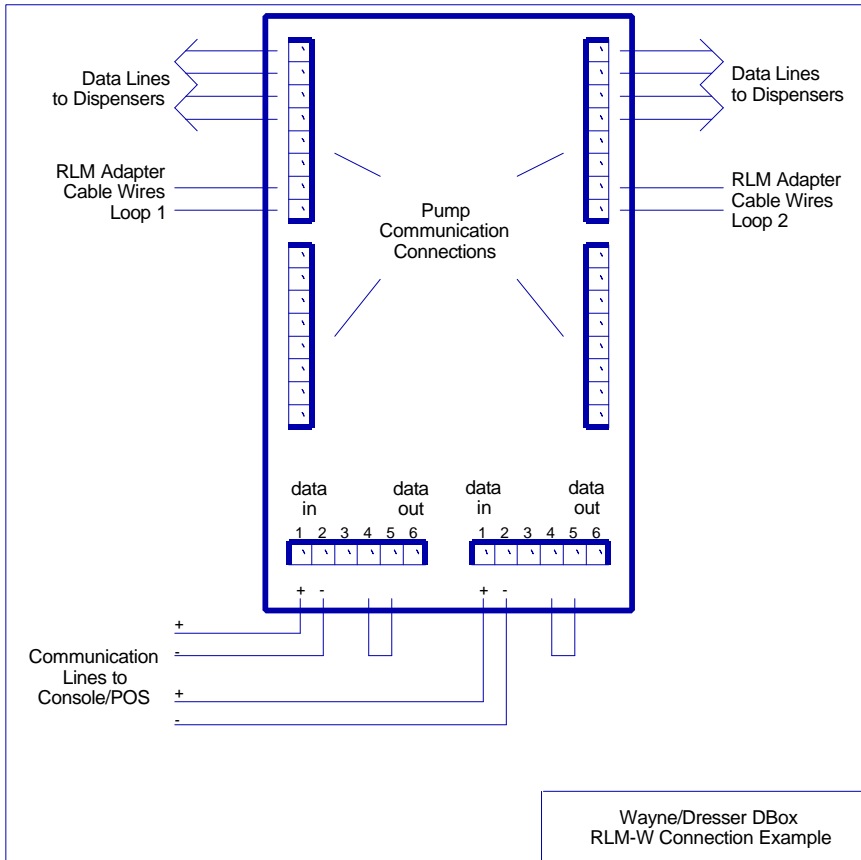 Data Lines
to Dispensers
Data Lines
to Dispensers
RLM Adapter
Cable Wires
Loop 1
RLM Adapter
Cable Wires
Loop 2
Pump
Communication
Connections
data
in
data
out
data
in
data
out
1 2 3 4 5 6
1 2 3 4 5 6
+ -
+ -
+
-
Communication
Lines to
Console/POS
+
-
Wayne/Dresser DBox
RLM-W Connection Example